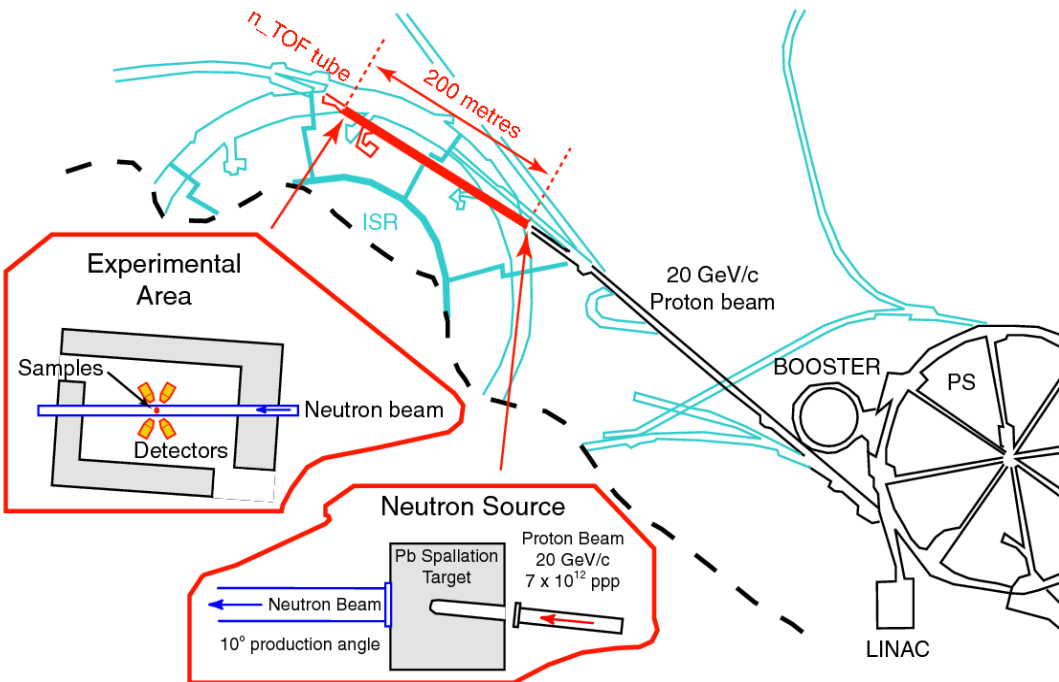 n_TOF tube
200 metres
ISR
20 GeV/c
Proton beam
BOOSTER
PS
LINAC
Experimental
Area
Samples
Neutron beam
Detectors
Neutron Source
Pb Spallation
Target
Proton Beam
20 GeV/c
7 x 10¹² ppp
Neutron Beam
10° production angle